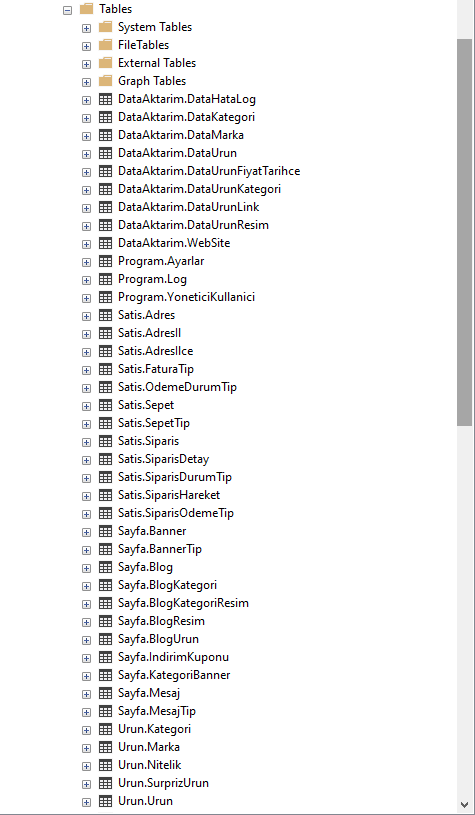 Tables
System Tables
FileTables
External Tables
Graph Tables
DataAktarim.DataHataLog
DataAktarim.DataKategori
DataAktarim.DataMarka
DataAktarim.DataUrun
DataAktarim.DataUrunFiyatTarihce
DataAktarim.DataUrunKategori
DataAktarim.DataUrunLink
DataAktarim.DataUrunResim
DataAktarim.WebSite
Program.Ayarlar
Program.Log
Program.YoneticiKullanici
Satis.Adres
Satis.AdresIl
Satis.AdresIlce
Satis.FaturaTip
Satis.OdemeDurumTip
Satis.Sepet
Satis.SepetTip
Satis.Siparis
Satis.SiparisDetay
Satis.SiparisDurumTip
Satis.SiparisHareket
Satis.SiparisOdemeTip
Sayfa.Banner
Sayfa.BannerTip
Sayfa.Blog
Sayfa.BlogKategori
Sayfa.BlogKategoriResim
Sayfa.BlogResim
Sayfa.BlogUrun
Sayfa.IndirimKuponu
Sayfa.KategoriBanner
Sayfa.Mesaj
Sayfa.MesajTip
Urun.Kategori
Urun.Marka
Urun.Nitelik
Urun.SurprizUrun
Urun.Urun